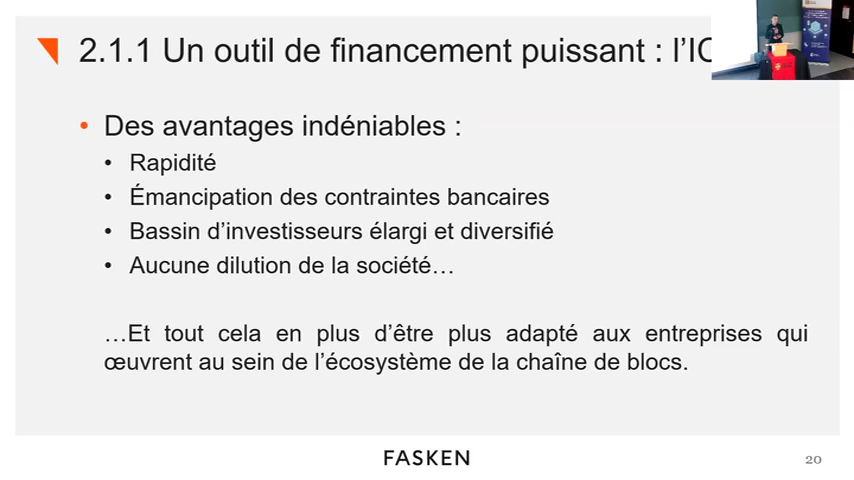 2.1.1 Un outil de financement puissant : l’IC
• Des avantages indéniables :
• Rapidité
• Émancipation des contraintes bancaires
• Bassin d’investisseurs élargi et diversifié
• Aucune dilution de la société…
…Et tout cela en plus d’être plus adapté aux entreprises qui
œuvrent au sein de l’écosystème de la chaîne de blocs.
FASKEN
20